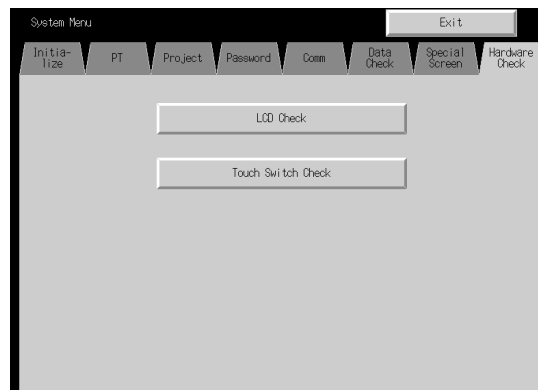 System Menu
Exit
Initia-
lize
PT
Project
Password
Comm
Data
Check
Special
Screen
Hardware
Check
LCD Check
Touch Switch Check